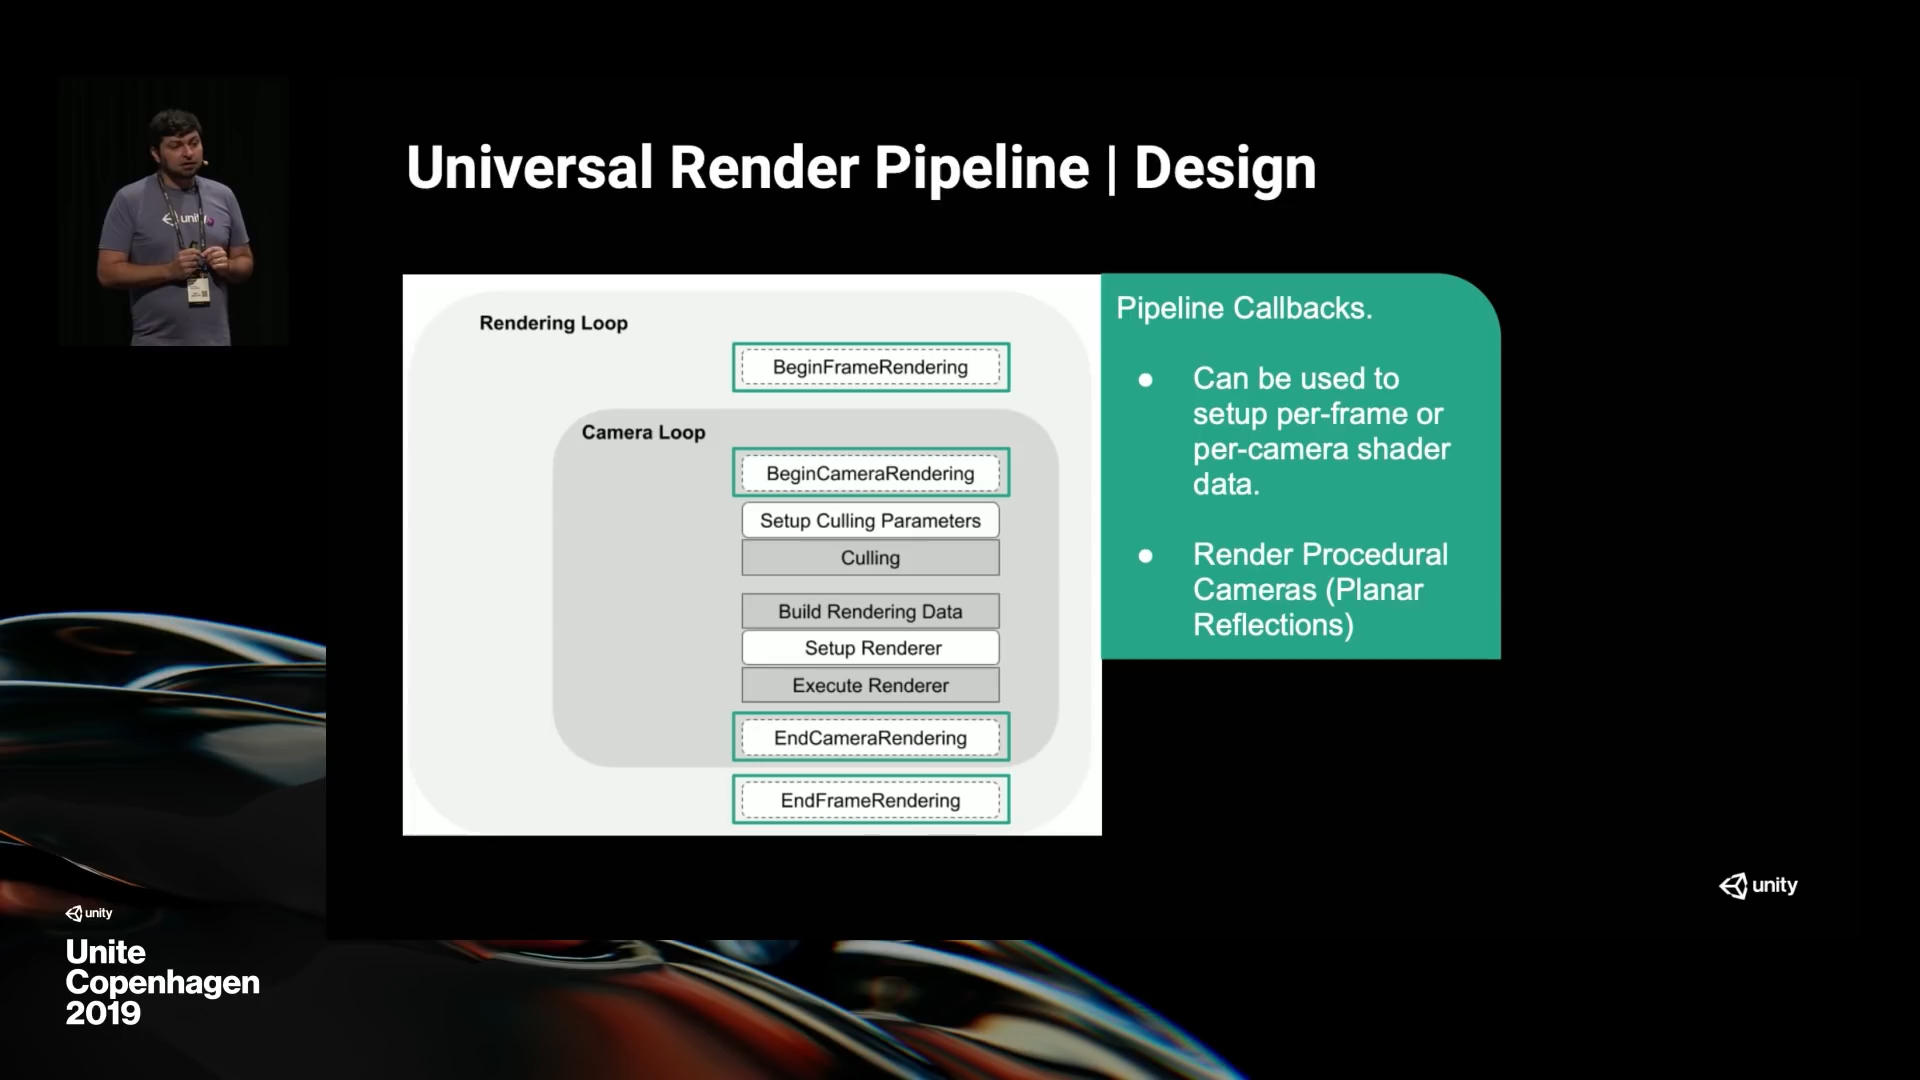 Universal Render Pipeline | Design
Rendering Loop
BeginFrameRendering
Camera Loop
BeginCameraRendering
Setup Culling Parameters
Culling
Build Rendering Data
Setup Renderer
Execute Renderer
EndCameraRendering
EndFrameRendering
Pipeline Callbacks.
● Can be used to
setup per-frame or
per-camera shader
data.
● Render Procedural
Cameras (Planar
Reflections)
unity
unity
unity
Unite
Copenhagen
2019